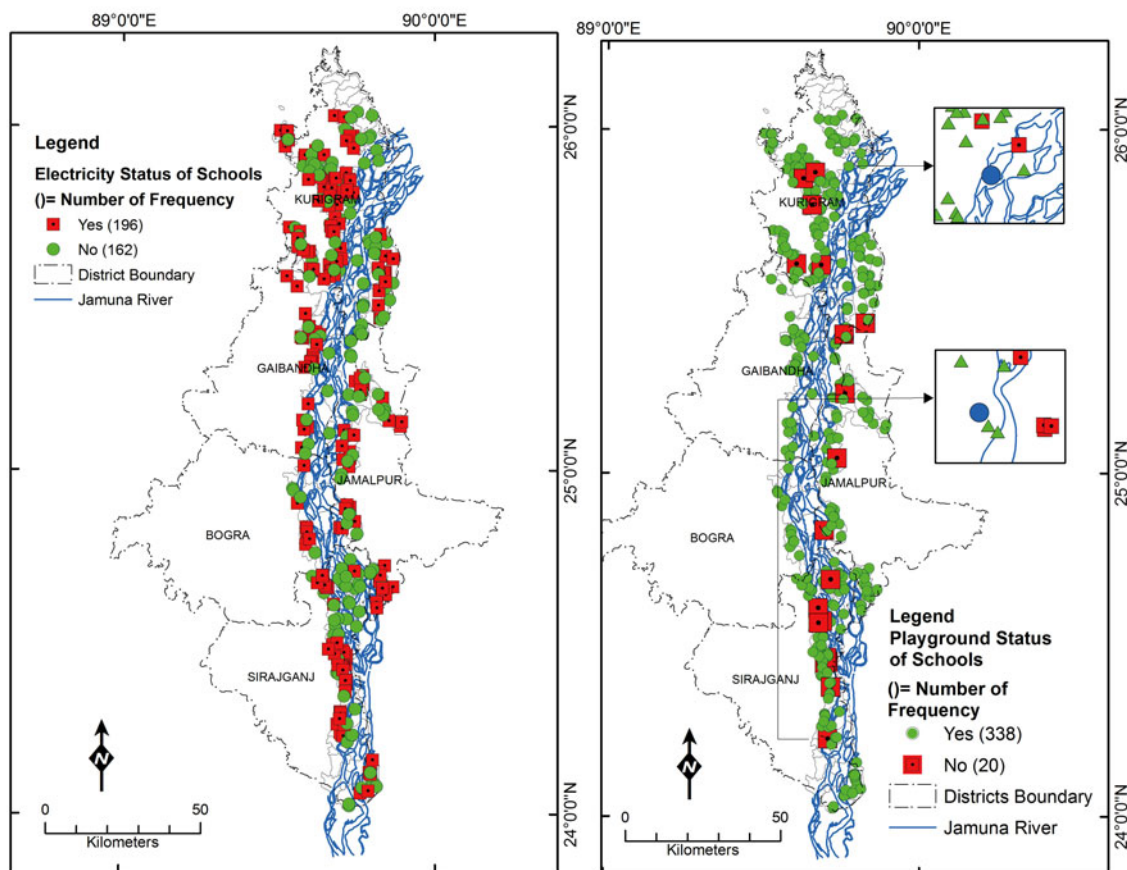 89°0'0"E
90°0'0"E
26°0'0"N
25°0'0"N
24°0'0"N
Legend
Electricity Status of Schools
()= Number of Frequency
Yes (196)
No (162)
District Boundary
Jamuna River
KURIGRAM
GAIBANDHA
JAMALPUR
BOGRA
SIRAJGANJ
N
0 50
Kilometers
89°0'0"E
90°0'0"E
26°0'0"N
25°0'0"N
24°0'0"N
KURIGRAM
GAIBANDHA
JAMALPUR
BOGRA
SIRAJGANJ
Legend
Playground Status
of Schools
()= Number of
Frequency
Yes (338)
No (20)
Districts Boundary
Jamuna River
N
0 50
Kilometers